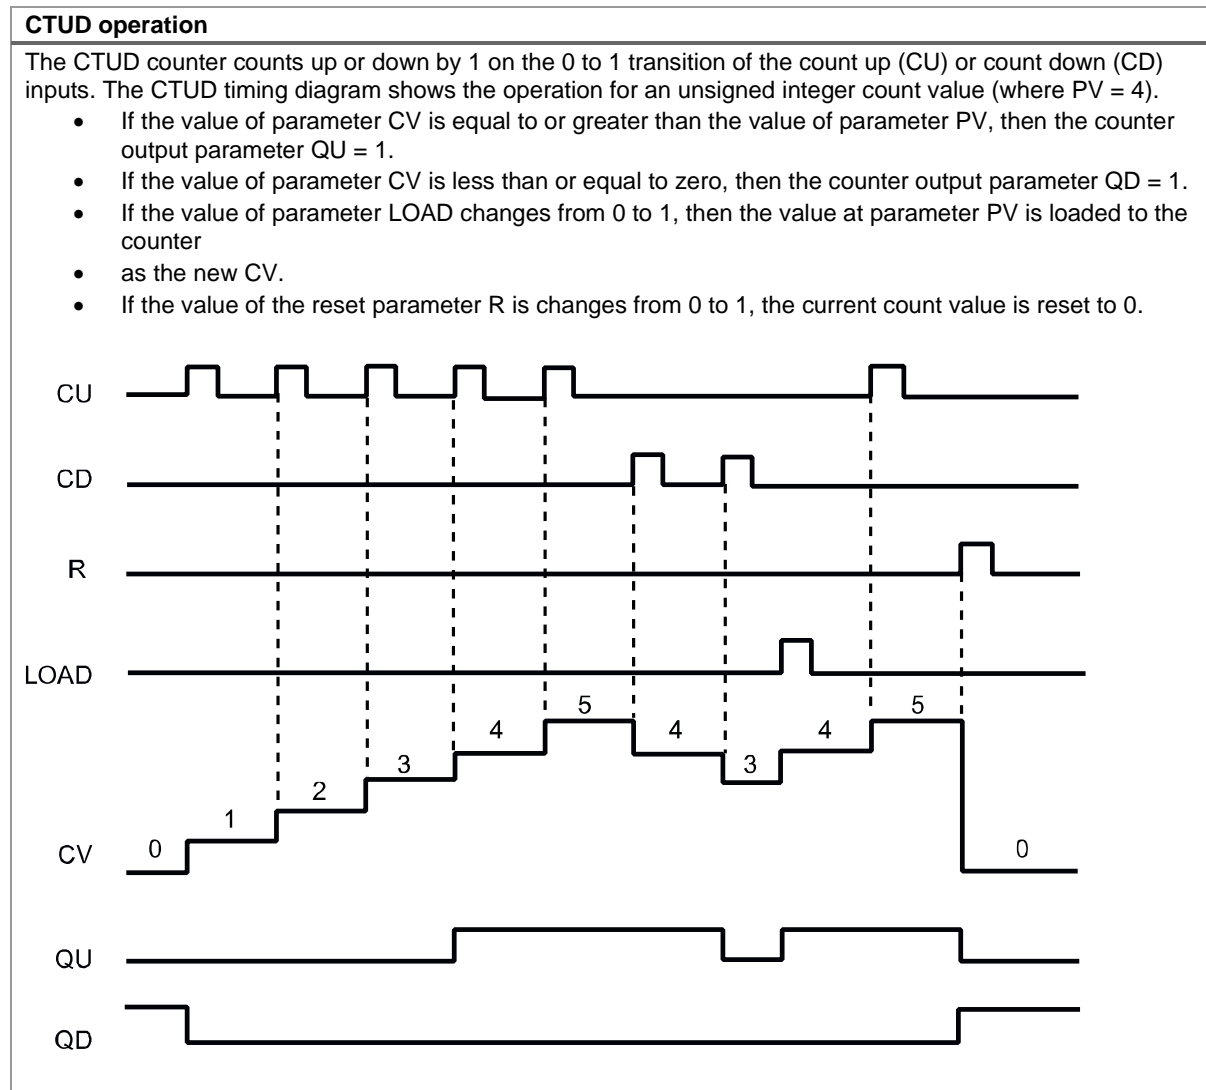 CTUD operation
The CTUD counter counts up or down by 1 on the 0 to 1 transition of the count up (CU) or count down (CD)
inputs. The CTUD timing diagram shows the operation for an unsigned integer count value (where PV = 4).
• If the value of parameter CV is equal to or greater than the value of parameter PV, then the counter
output parameter QU = 1.
• If the value of parameter CV is less than or equal to zero, then the counter output parameter QD = 1.
• If the value of parameter LOAD changes from 0 to 1, then the value at parameter PV is loaded to the
counter
• as the new CV.
• If the value of the reset parameter R is changes from 0 to 1, the current count value is reset to 0.
CU
CD
R
LOAD
CV 0 1 2 3 4 5 4 3 4 5 0
QU
QD